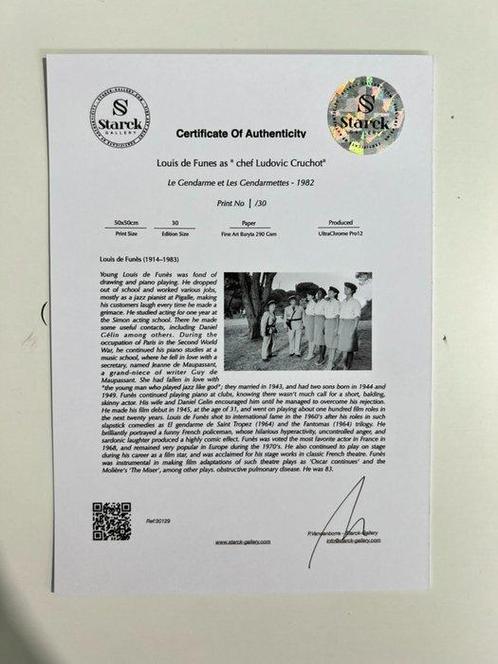 Starck
GALLERY
Starck
GALLERY
Certificate Of Authenticity
Louis de Funes as " chef Ludovic Cruchot"
Le Gendarme et Les Gendarmettes - 1982
Print No 1 /30
50x50cm 30 Paper Produced
Print Size Edition Size Fine Art Baryta 290 Gsm UltraChrome Pro12
Louis de Funès (1914–1983)
Young Louis de Funès was fond of
drawing and piano playing. He dropped
out of school and worked various jobs,
mostly as a jazz pianist at Pigalle, making
his customers laugh every time he made a
grimace. He studied acting for one year at
the Simon acting school. There he made
some useful contacts, including Daniel
Gélin among others. During the
occupation of Paris in the Second World
War, he continued his piano studies at a
music school, where he fell in love with a
secretary, named Jeanne de Maupassant,
a grand-niece of writer Guy de
Maupassant. She had fallen in love with
"the young man who played jazz like god"; they married in 1943, and had two sons born in 1944 and
1949. Funès continued playing piano at clubs, knowing there wasn't much call for a short, balding,
skinny actor. His wife and Daniel Gelin encouraged him until he managed to overcome his rejection.
He made his film debut in 1945, at the age of 31, and went on playing about one hundred film roles in
the next twenty years. Louis de Funès shot to international fame in the 1960's after his roles in such
slapstick comedies as El gendarme de Saint Tropez (1964) and the Fantomas (1964) trilogy. He
brilliantly portrayed a funny French policeman, whose hilarious hyperactivity, uncontrolled anger, and
sardonic laughter produced a highly comic effect. Funès was voted the most favorite actor in France in
1968, and remained very popular in Europe during the 1970's. He also continued to play on stage
during his career as a film star, and was acclaimed for his stage works in classic French theatre. Funès
was instrumental in making film adaptations of such theatre plays as 'Oscar continues' and the
Molière's 'The Miser', among other plays. obstructive pulmonary disease. He was 83.
Ref:30129
www.starck-gallery.com
P.Vanvanborns - Starck-Gallery
info@starck-gallery.com